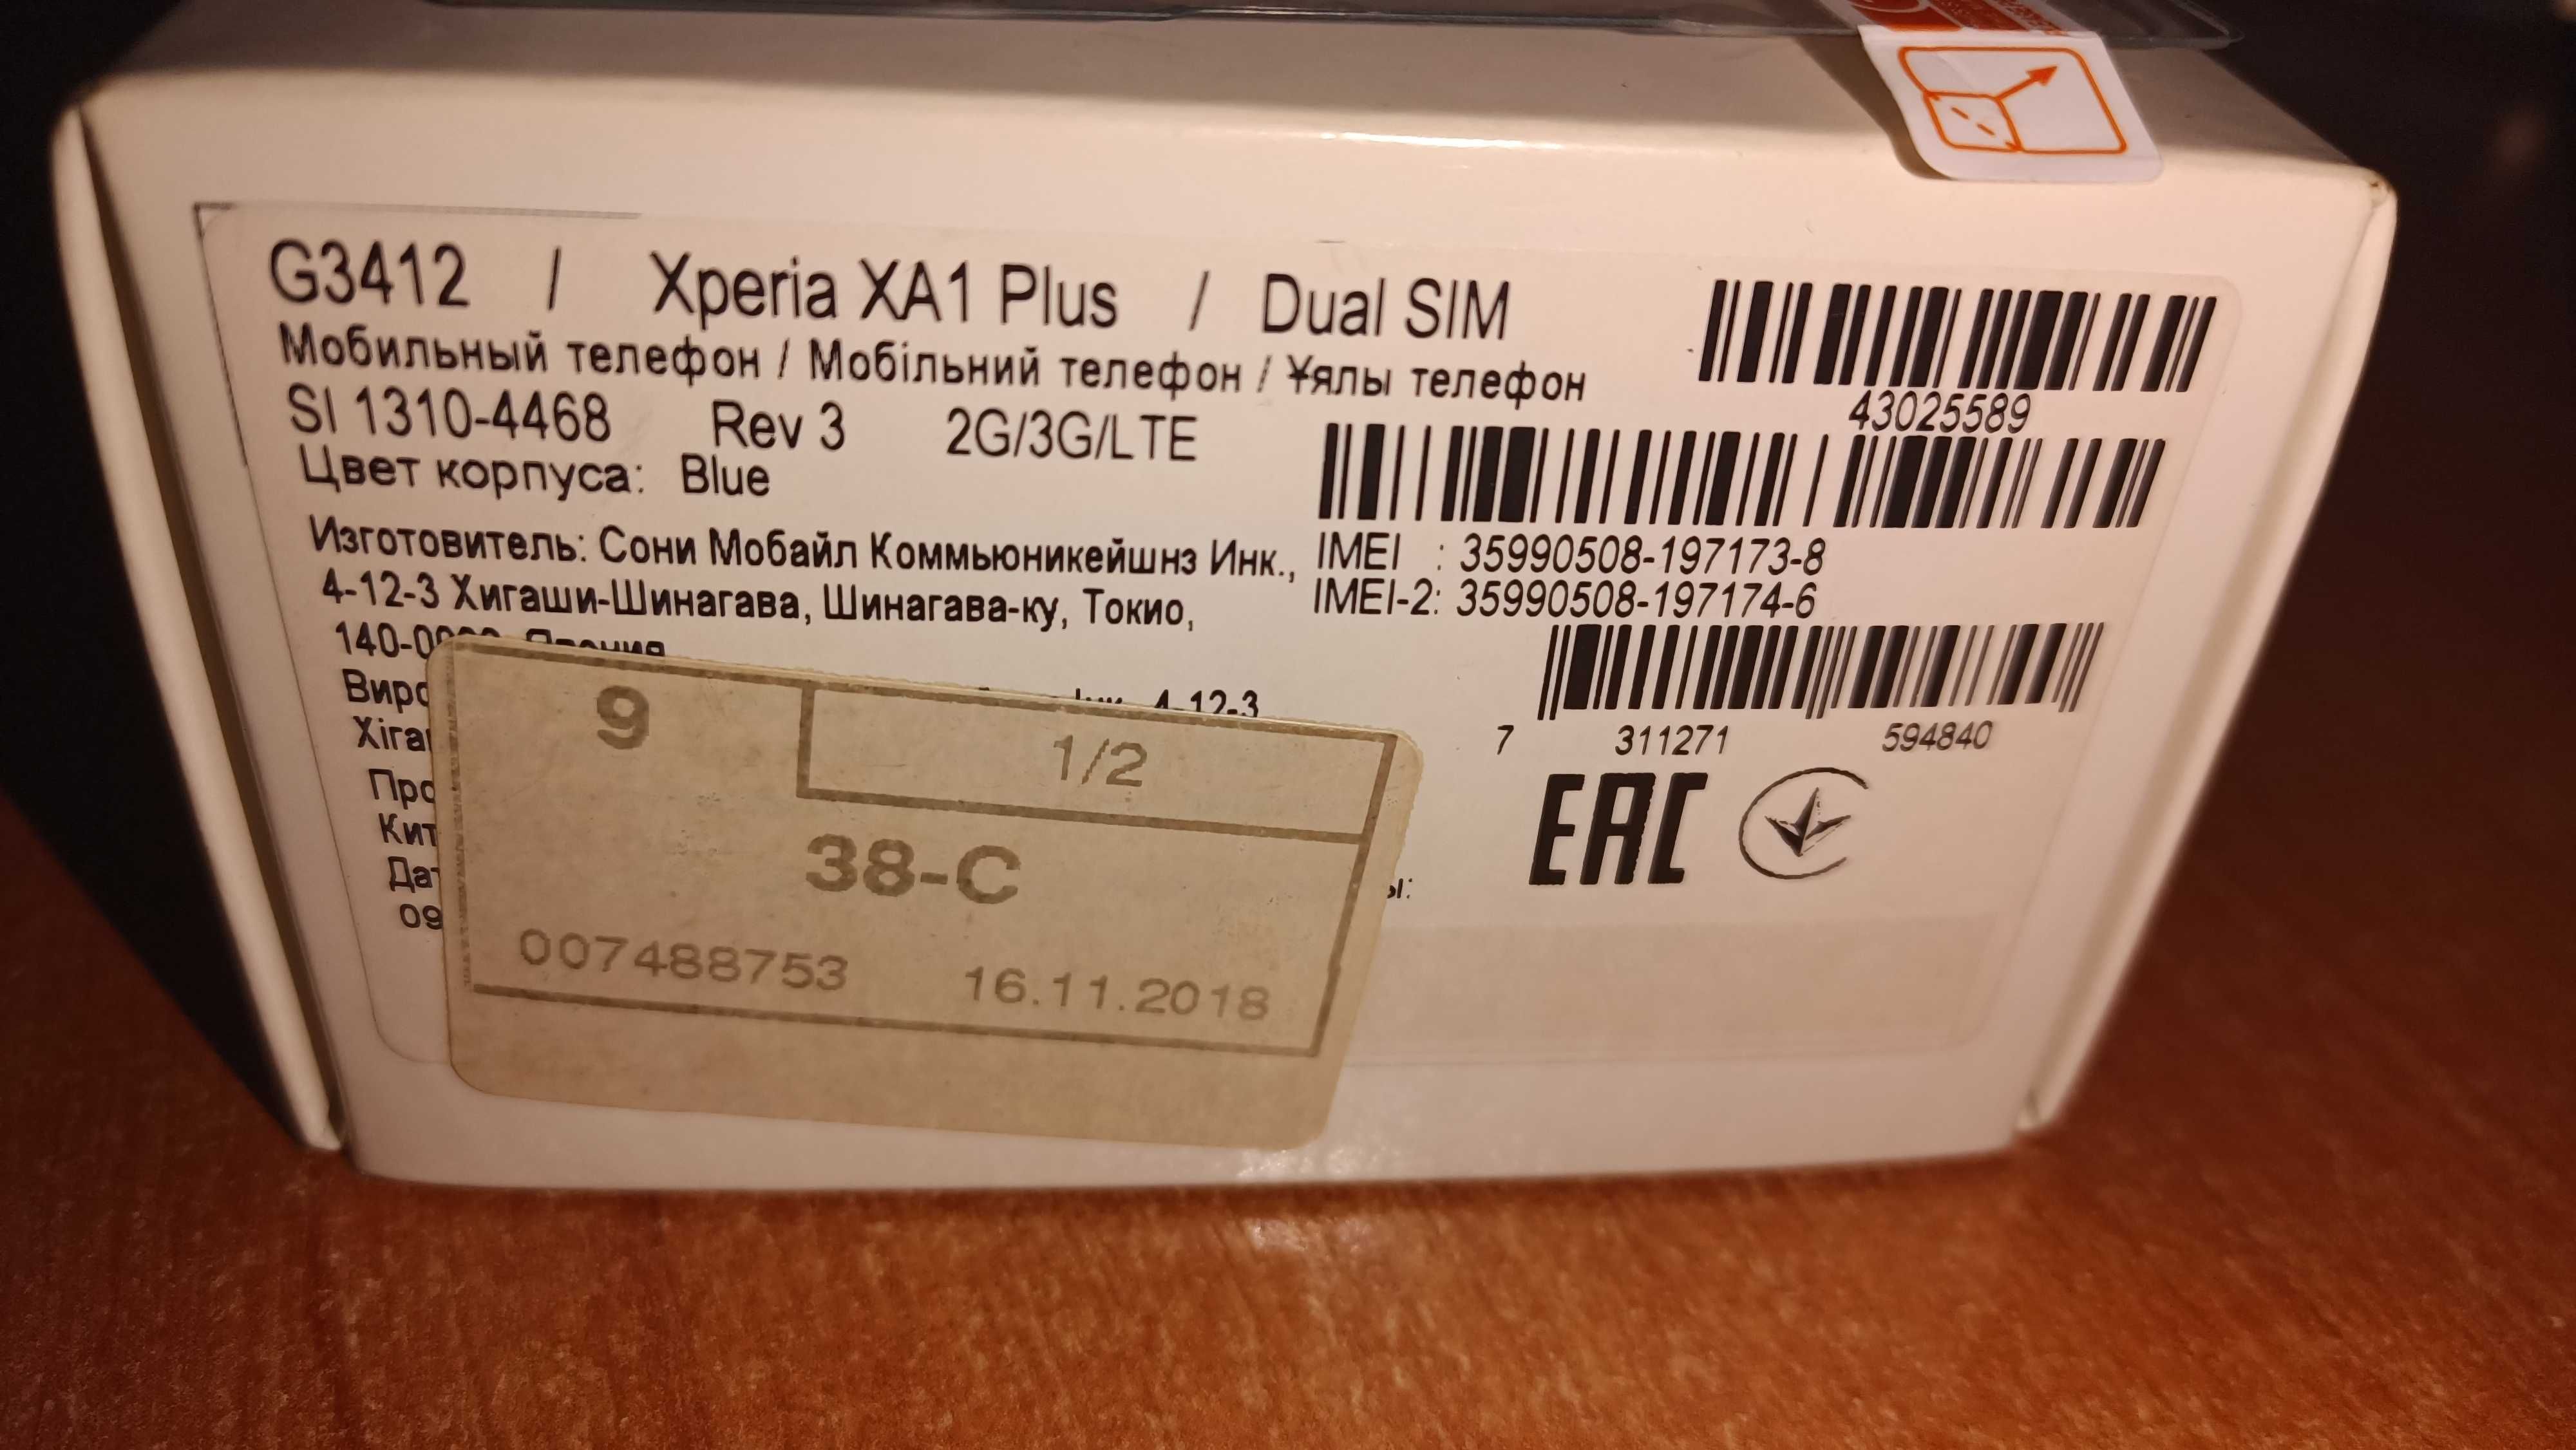 G3412 / Xperia XA1 Plus / Dual SIM
Мобильный телефон / Мобільний телефон / Ұялы телефон
43025589
SI 1310-4468 Rev 3 2G/3G/LTE
Цвет корпуса: Blue
Изготовитель: Сони Мобайл Коммьюникейшнз Инк.,
4-12-3 Хигаши-Шинагава, Шинагава-ку, Токио,
IMEI : 35990508-197173-8
IMEI-2: 35990508-197174-6
4-12-3
7 311271 594840
EAC
9
1/2
38-C
007488753 16.11.2018